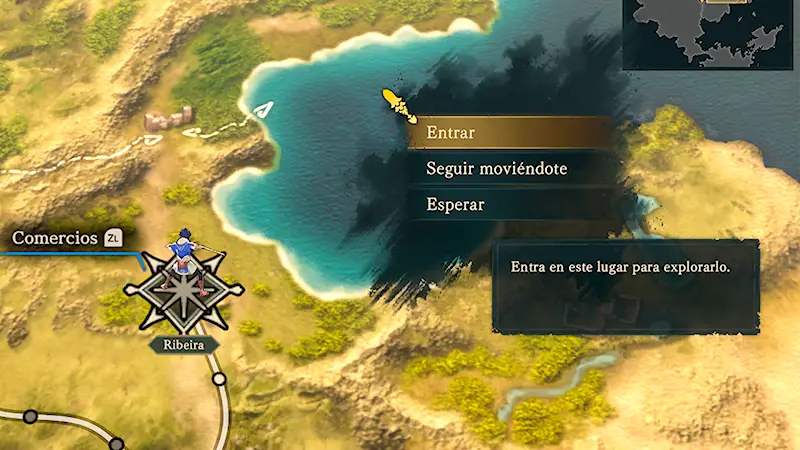 Entrar
Seguir moviéndote
Esperar
Comercios ZL
Entra en este lugar para explorarlo.
Ribeira